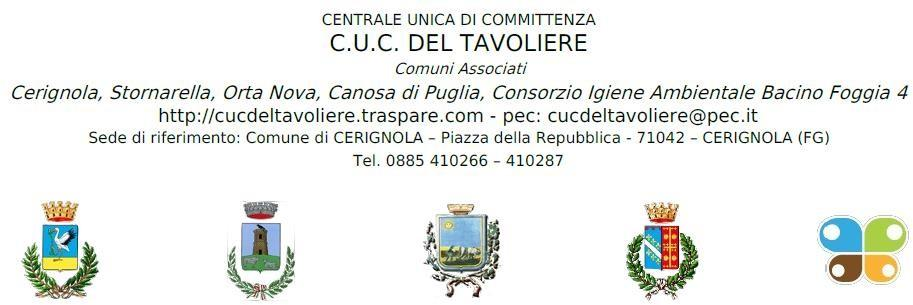 CENTRALE UNICA DI COMMITTENZA
C.U.C. DEL TAVOLIERE
Comuni Associati
Cerignola, Stornarella, Orta Nova, Canosa di Puglia, Consorzio Igiene Ambientale Bacino Foggia 4
http://cucdeltavoliere.traspare.com - pec: cucdeltavoliere@pec.it
Sede di riferimento: Comune di CERIGNOLA – Piazza della Repubblica - 71042 – CERIGNOLA (FG)
Tel. 0885 410266 – 410287